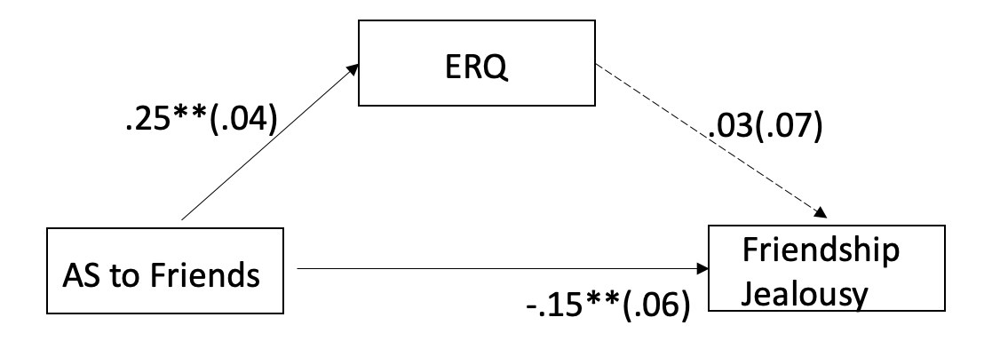 ERQ
.25**(.04)
.03(.07)
AS to Friends
Friendship
Jealousy
-.15**(.06)